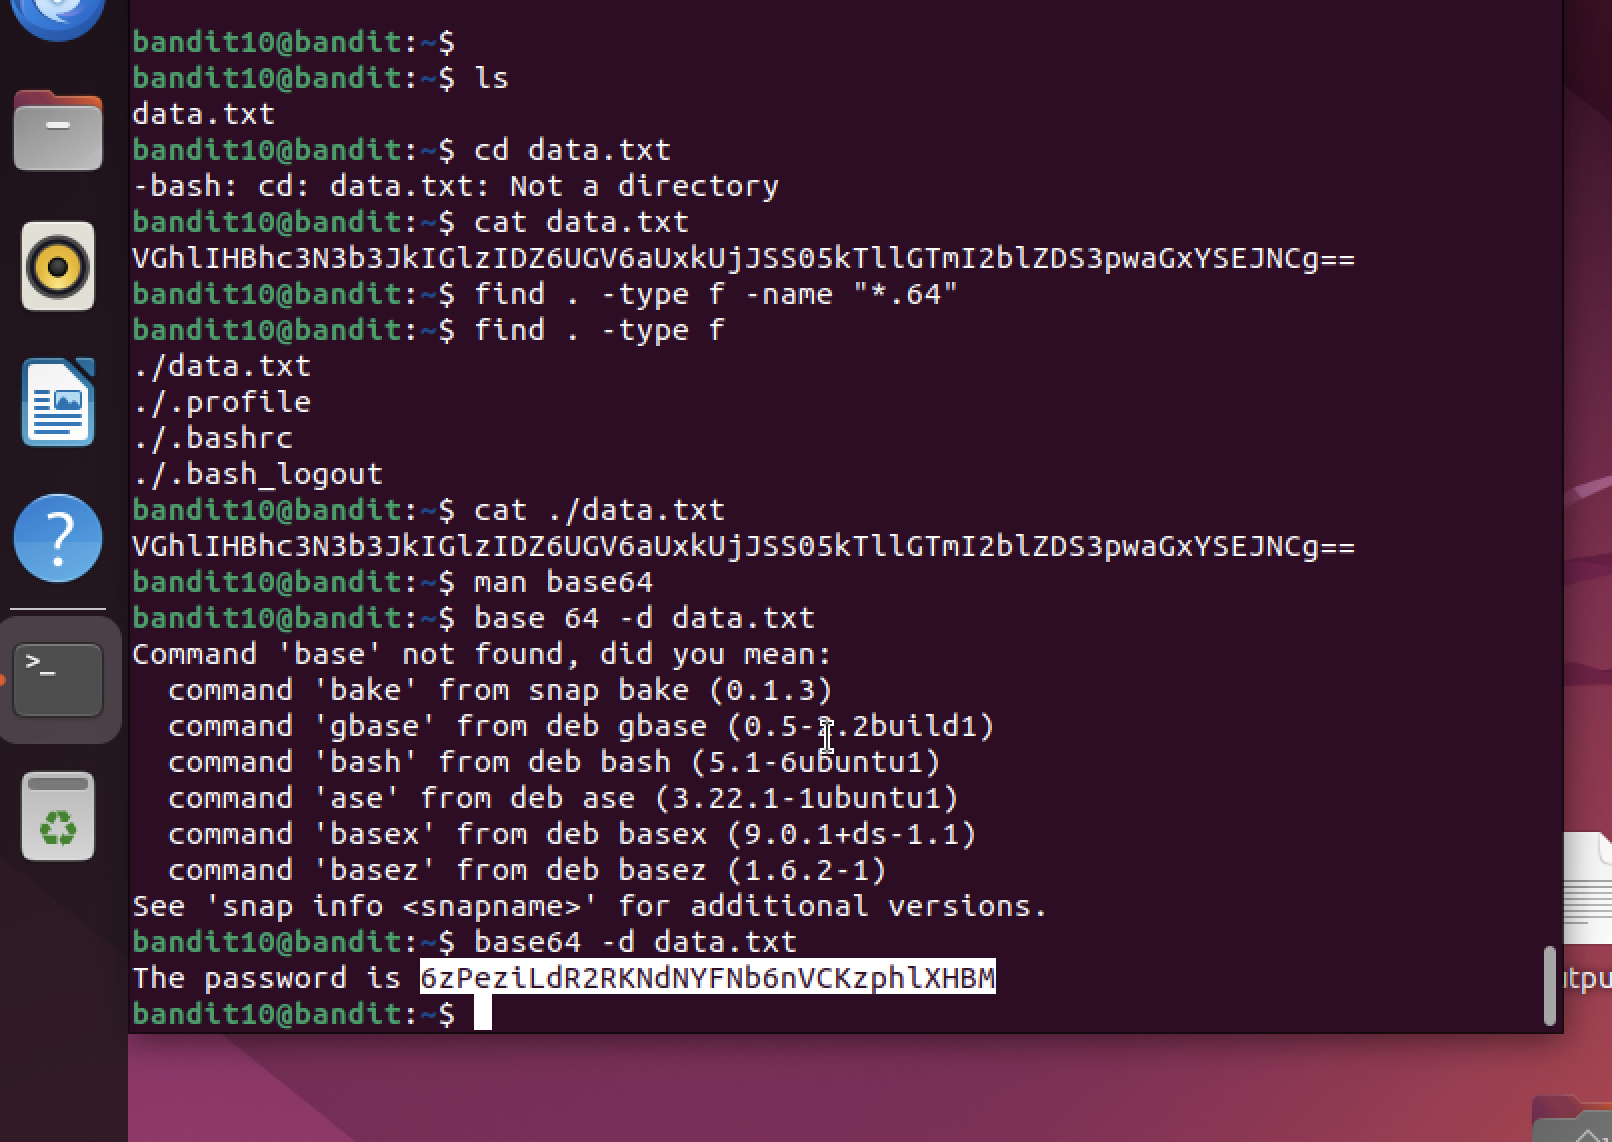 bandit10@bandit:~$
bandit10@bandit:~$ ls
data.txt
bandit10@bandit:~$ cd data.txt
-bash: cd: data.txt: Not a directory
bandit10@bandit:~$ cat data.txt
VGhlIHBhc3N3b3JkIGlzIDZ6UGV6aUxkUjJSS05kTllGTmI2blZDS3pwaGxYSEJNCg==
bandit10@bandit:~$ find . -type f -name "*.64"
bandit10@bandit:~$ find . -type f
./data.txt
./.profile
./.bashrc
./.bash_logout
bandit10@bandit:~$ cat ./data.txt
VGhlIHBhc3N3b3JkIGlzIDZ6UGV6aUxkUjJSS05kTllGTmI2blZDS3pwaGxYSEJNCg==
bandit10@bandit:~$ man base64
bandit10@bandit:~$ base 64 -d data.txt
Command 'base' not found, did you mean:
  command 'bake' from snap bake (0.1.3)
  command 'gbase' from deb gbase (0.5-2.2build1)
  command 'bash' from deb bash (5.1-6ubuntu1)
  command 'ase' from deb ase (3.22.1-1ubuntu1)
  command 'basex' from deb basex (9.0.1+ds-1.1)
  command 'basez' from deb basez (1.6.2-1)
See 'snap info <snapname>' for additional versions.
bandit10@bandit:~$ base64 -d data.txt
The password is 6zPeziLdR2RKNdNYFNb6nVCKzphlXHBM
bandit10@bandit:~$